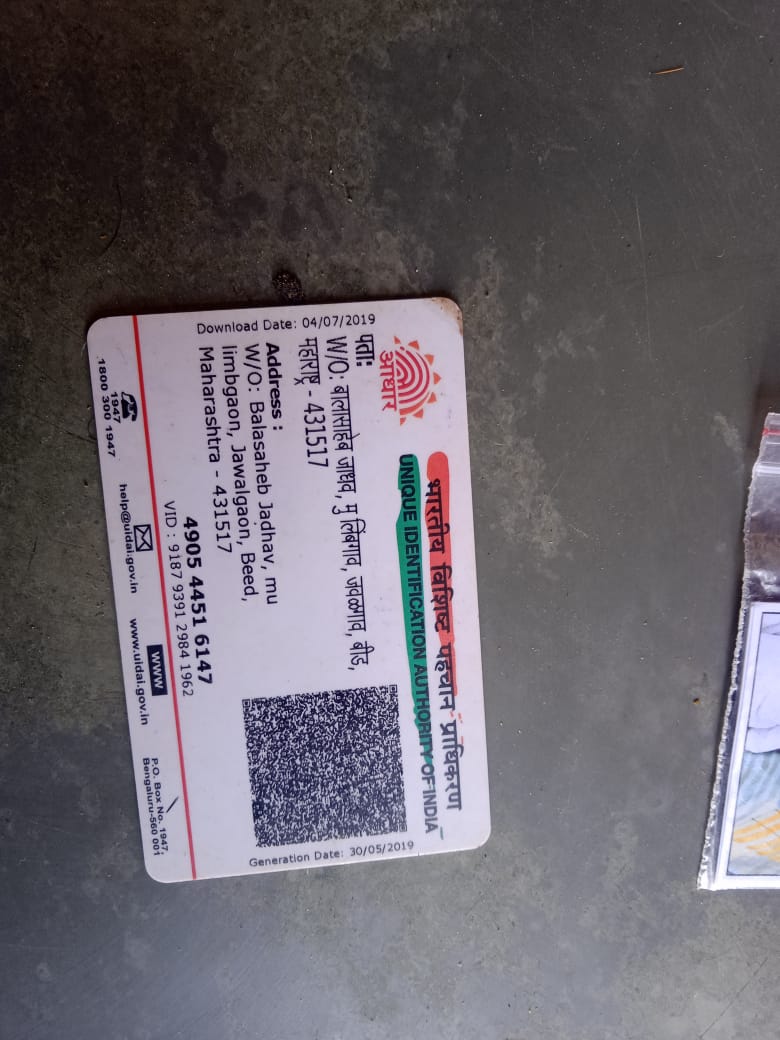 भारतीय विशिष्ट पहचान प्राधिकरण
UNIQUE IDENTIFICATION AUTHORITY OF INDIA
आधार
Download Date: 04/07/2019
पत्ता:
W/O: बालासाहेब जाधव, मु लिंबगाव, जवळगाव, बीड,
महाराष्ट्र - 431517
Address :
W/O: Balasaheb Jadhav, mu
limbgaon, Jawalgaon, Beed,
Maharashtra - 431517
Generation Date: 30/05/2019
4905 4451 6147
VID : 9187 9391 2984 1962
1947
1800 300 1947
help@uidai.gov.in
www
www.uidai.gov.in
P.O. Box No. 1947,
Bengaluru-560 001